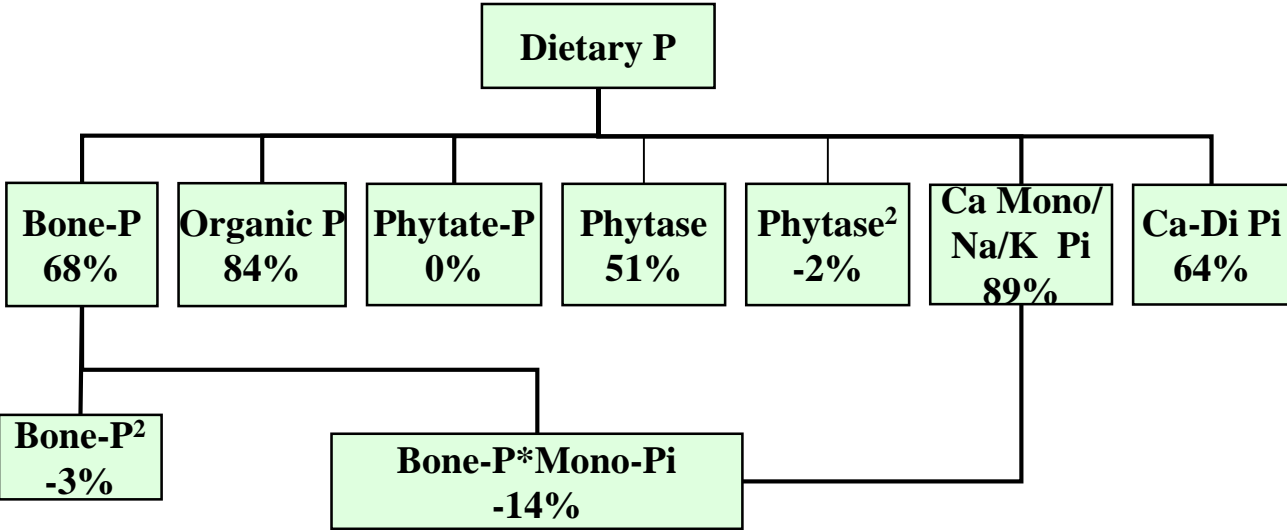 Dietary P
Bone-P
68%
Organic P
84%
Phytate-P
0%
Phytase
51%
Phytase²
-2%
Ca Mono/
Na/K Pi
89%
Ca-Di Pi
64%
Bone-P²
-3%
Bone-P*Mono-Pi
-14%